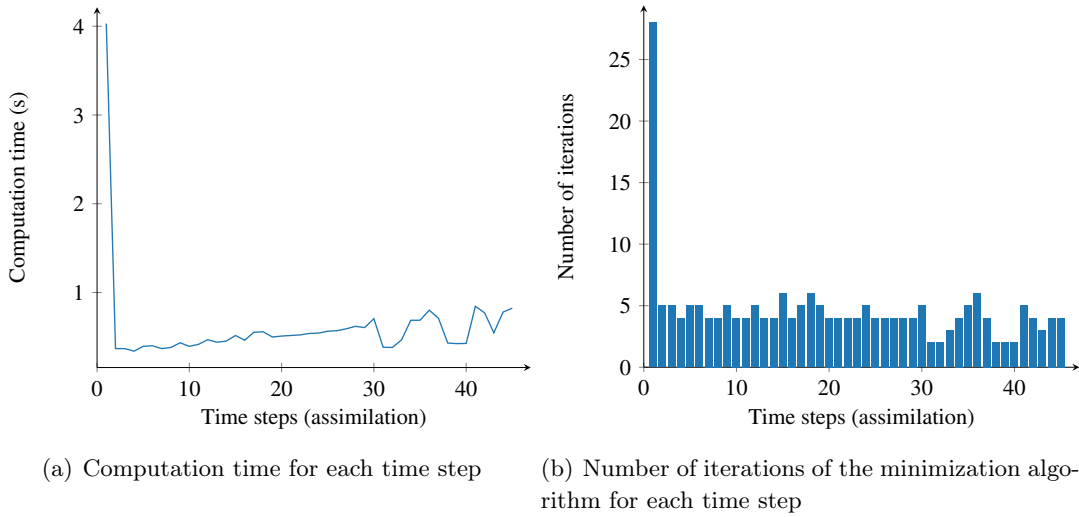 4
3
2
1
0
10
20
30
40
Computation time (s)
Time steps (assimilation)
(a) Computation time for each time step
25
20
15
10
5
0
0
10
20
30
40
Number of iterations
Time steps (assimilation)
(b) Number of iterations of the minimization algo-
rithm for each time step